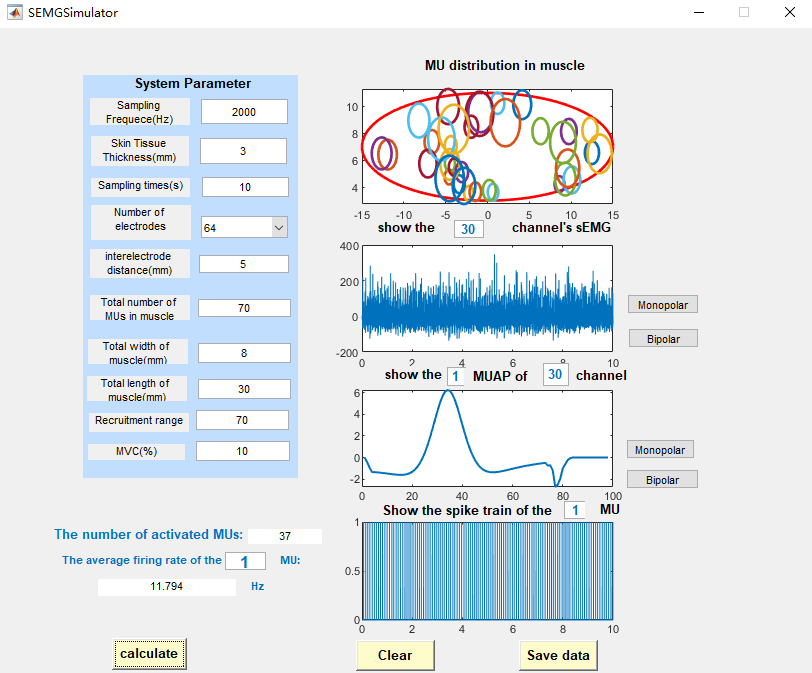 SEMGSimulator
System Parameter
Sampling
Frequece(Hz)
2000
Skin Tissue
Thickness(mm)
3
Sampling times(s)
10
Number of
electrodes
64
interelectrode
distance(mm)
5
Total number of
MUs in muscle
70
Total width of
muscle(mm)
8
Total length of
muscle(mm)
30
Recruitment range
70
MVC(%)
10
The number of activated MUs: 37
The average firing rate of the 1 MU:
11.794 Hz
calculate
MU distribution in muscle
10
8
6
4
-15 -10 -5 0 5 10 15
show the 30 channel's sEMG
400
200
0
-200
0 2 4 6 8 10
Monopolar
Bipolar
show the 1 MUAP of 30 channel
6
4
2
0
-2
0 20 40 60 80 100
Monopolar
Bipolar
Show the spike train of the 1 MU
1
0.5
0
0 2 4 6 8 10
Clear
Save data